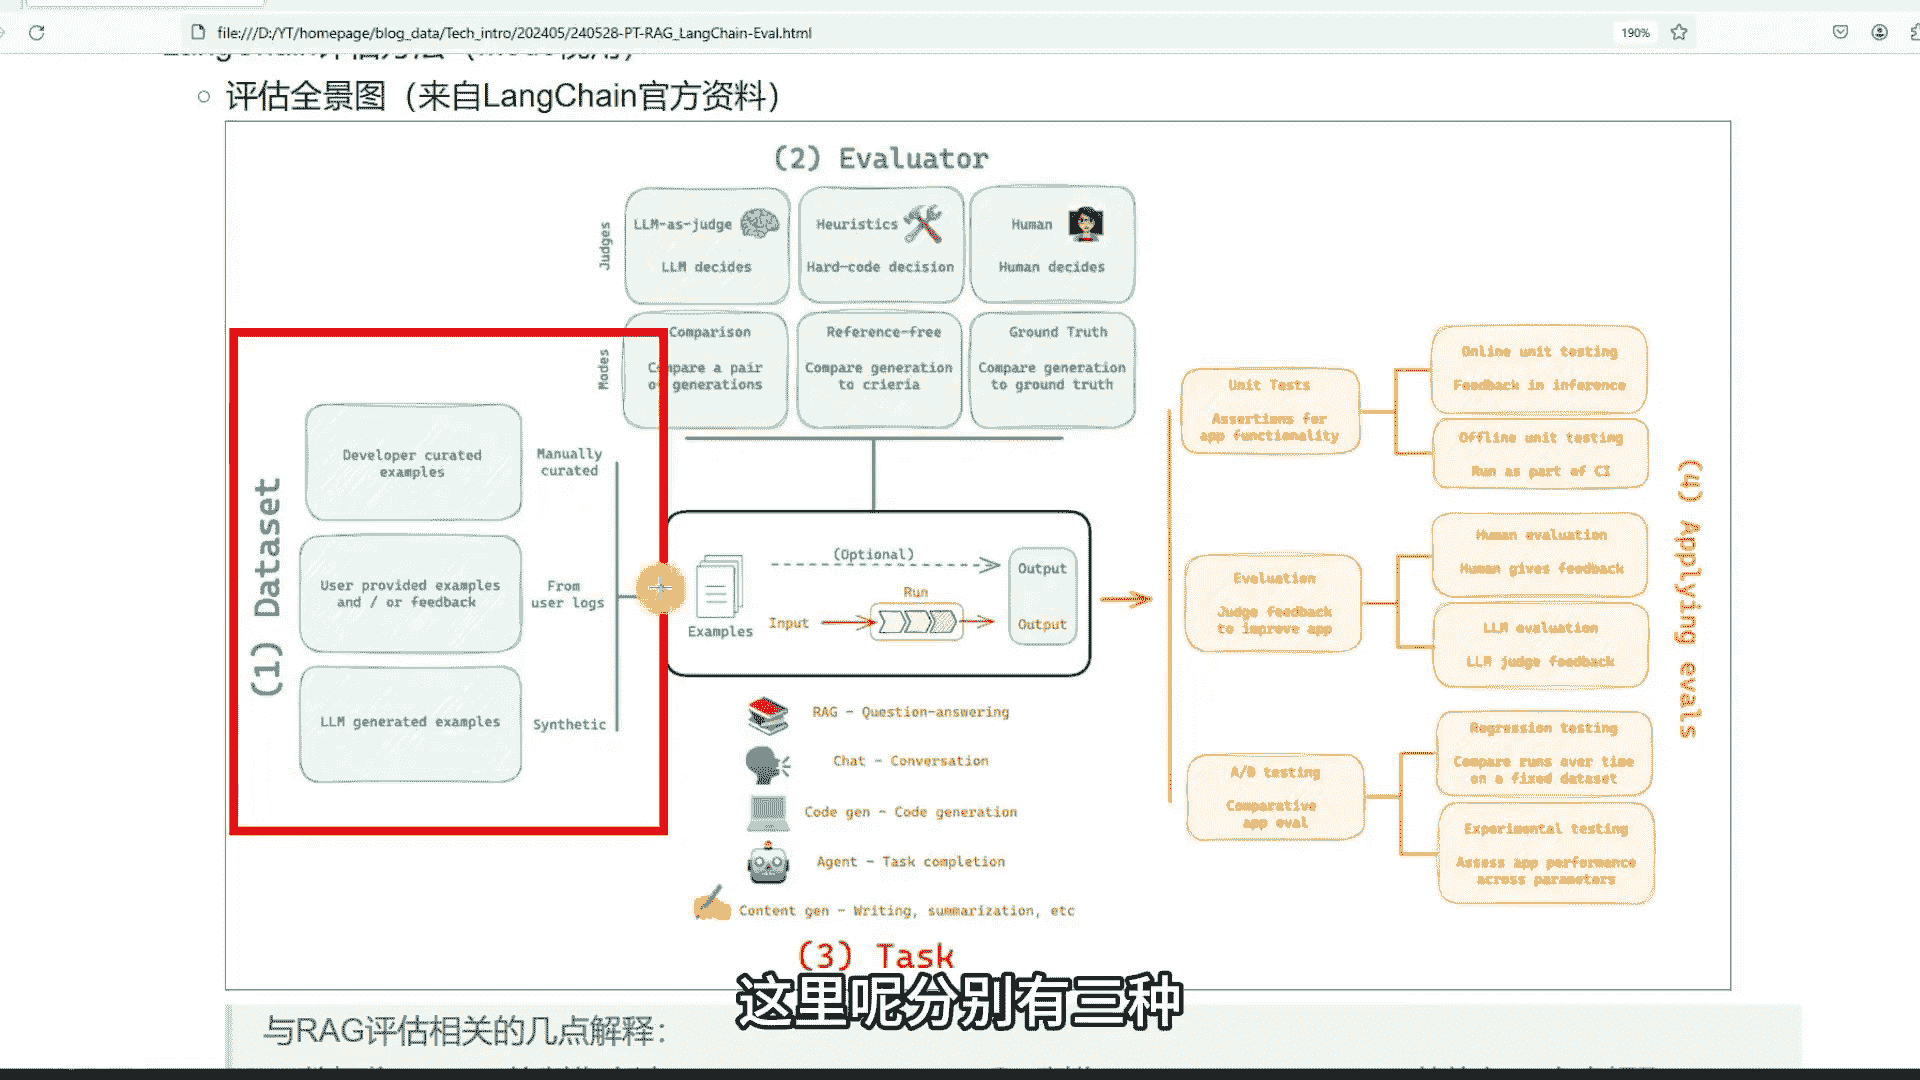 file:///D:/YT/homepage/blog_data/Tech_intro/202405/240528-PT-RAG_LangChain-Eval.html
190%
评估全景图（来自LangChain官方资料）
(2) Evaluator
Judges
LLM-as-judge
LLM decides
Heuristics
Hard-code decision
Human
Human decides
Modes
Comparison
Compare a pair
of generations
Reference-free
Compare generation
to crieria
Ground Truth
Compare generation
to ground truth
(1) Dataset
Developer curated
examples
Manually
curated
User provided examples
and / or feedback
From
user logs
LLM generated examples
Synthetic
Examples
(Optional)
Input
Run
Output
Output
RAG - Question-answering
Chat - Conversation
Code gen - Code generation
Agent - Task completion
Content gen - Writing, summarization, etc
(3) Task
Unit Tests
Assertions for
app functionality
Online unit testing
Feedback in inference
Offline unit testing
Run as part of CI
Evaluation
Judge feedback
to improve app
Human evaluation
Human gives feedback
LLM evaluation
LLM judge feedback
A/B testing
Comparative
app eval
Regression testing
Compare runs over time
on a fixed dataset
Experimental testing
Assess app performance
across parameters
(4) Applying evals
这里呢分别有三种
与RAG评估相关的几点解释：